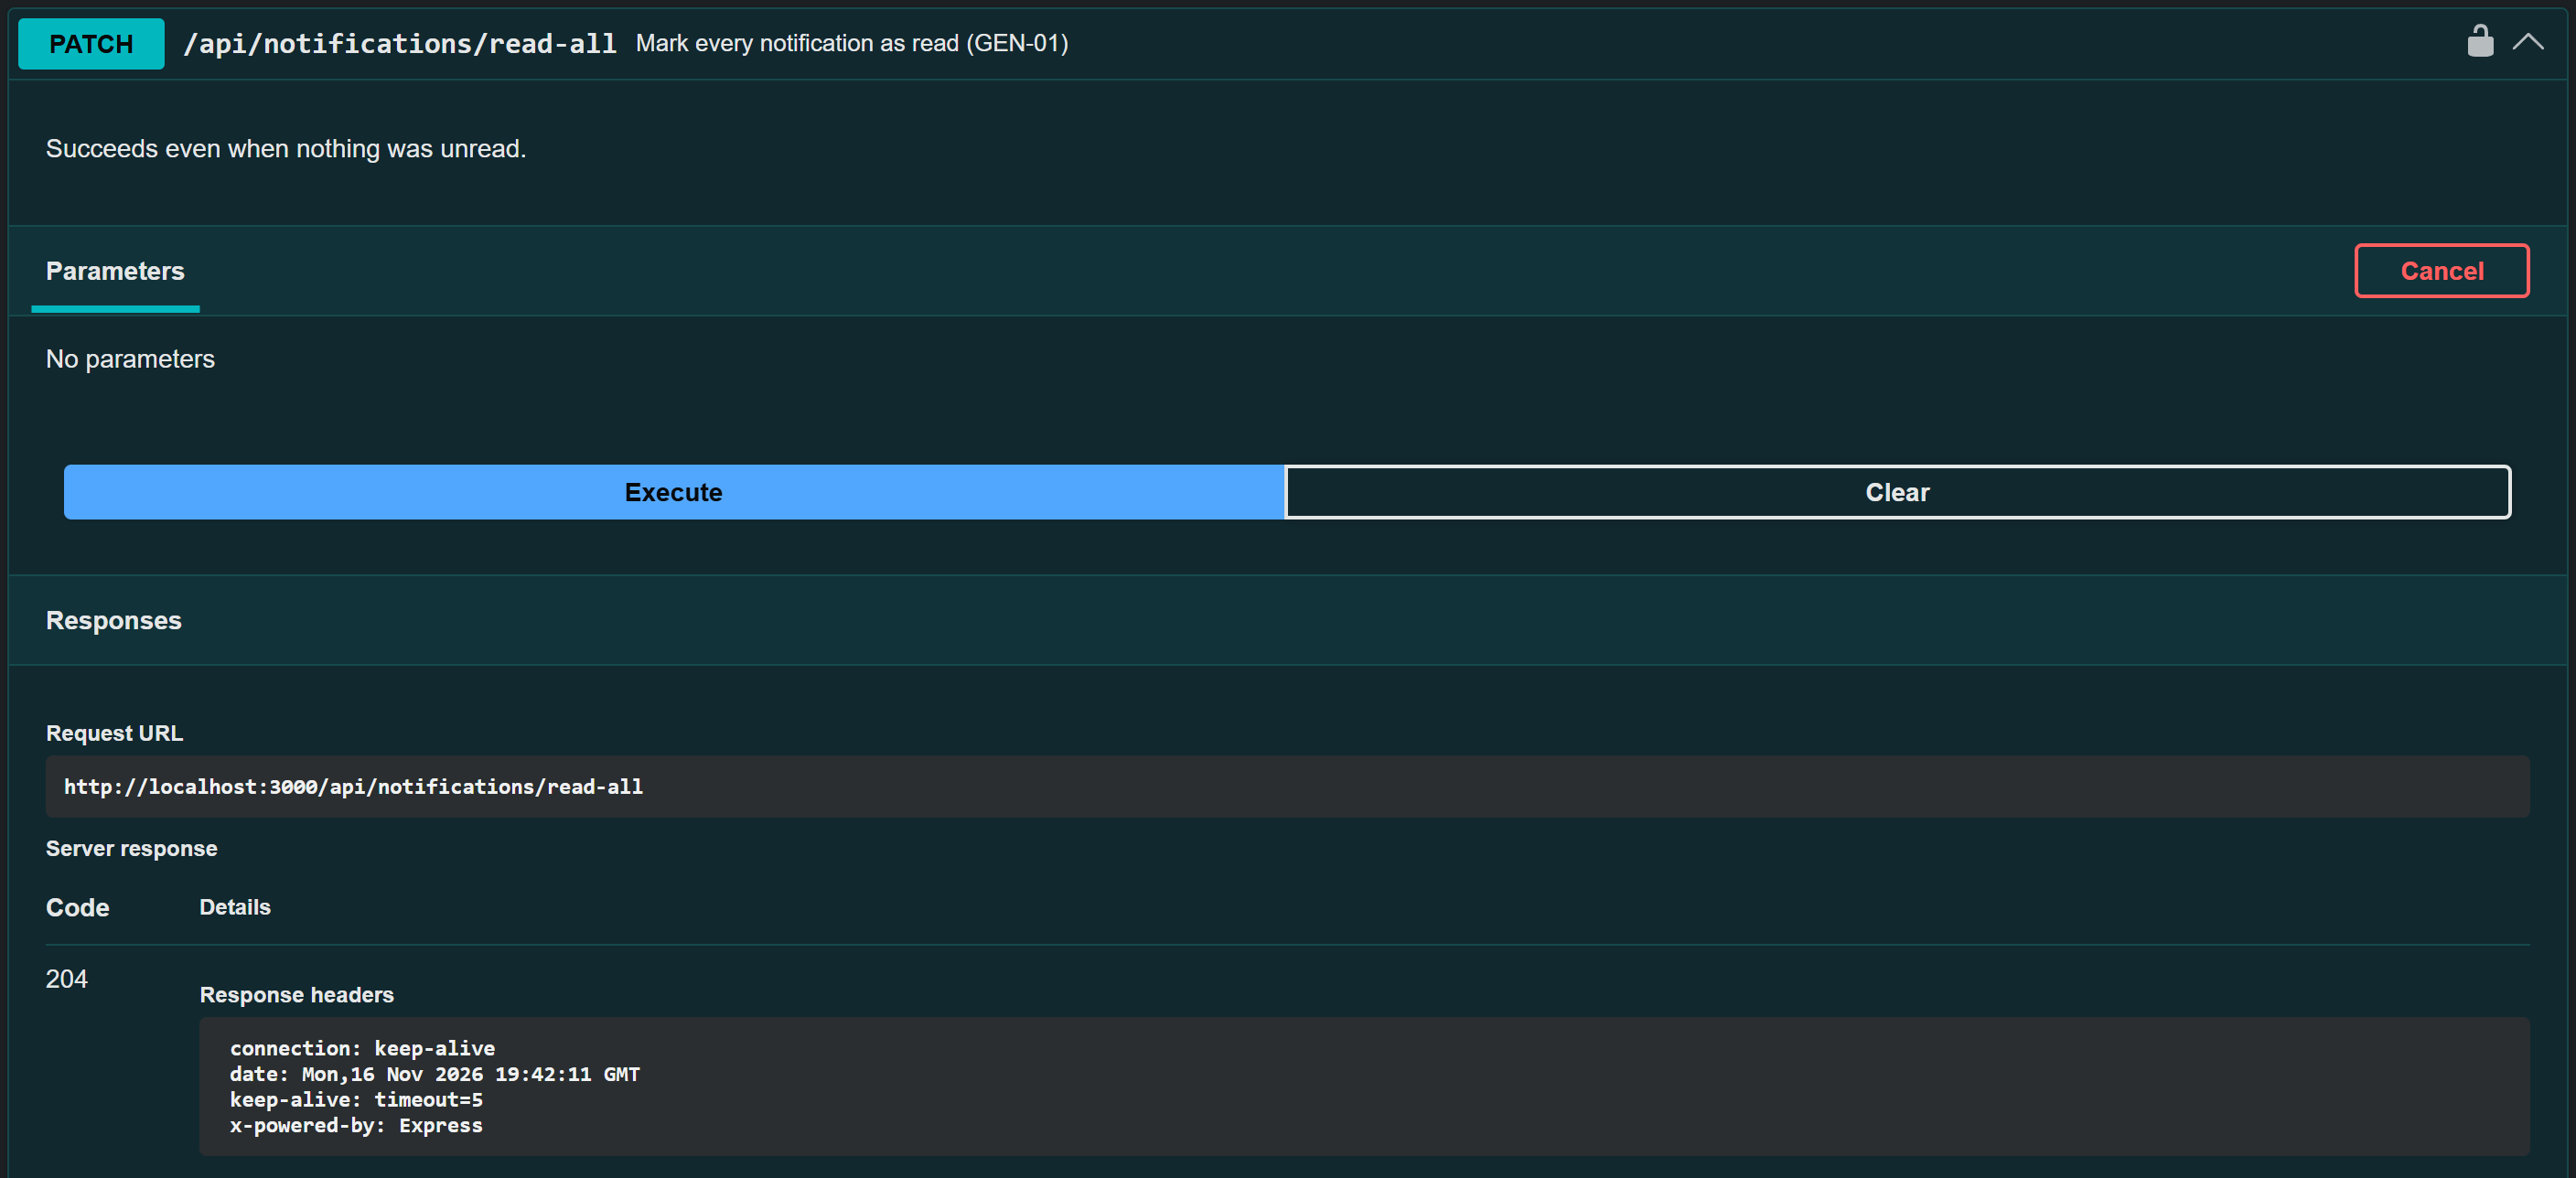 PATCH /api/notifications/read-all Mark every notification as read (GEN-01)
Succeeds even when nothing was unread.
Parameters
Cancel
No parameters
Execute
Clear
Responses
Request URL
http://localhost:3000/api/notifications/read-all
Server response
Code Details
204
Response headers
connection: keep-alive
date: Mon,16 Nov 2026 19:42:11 GMT
keep-alive: timeout=5
x-powered-by: Express